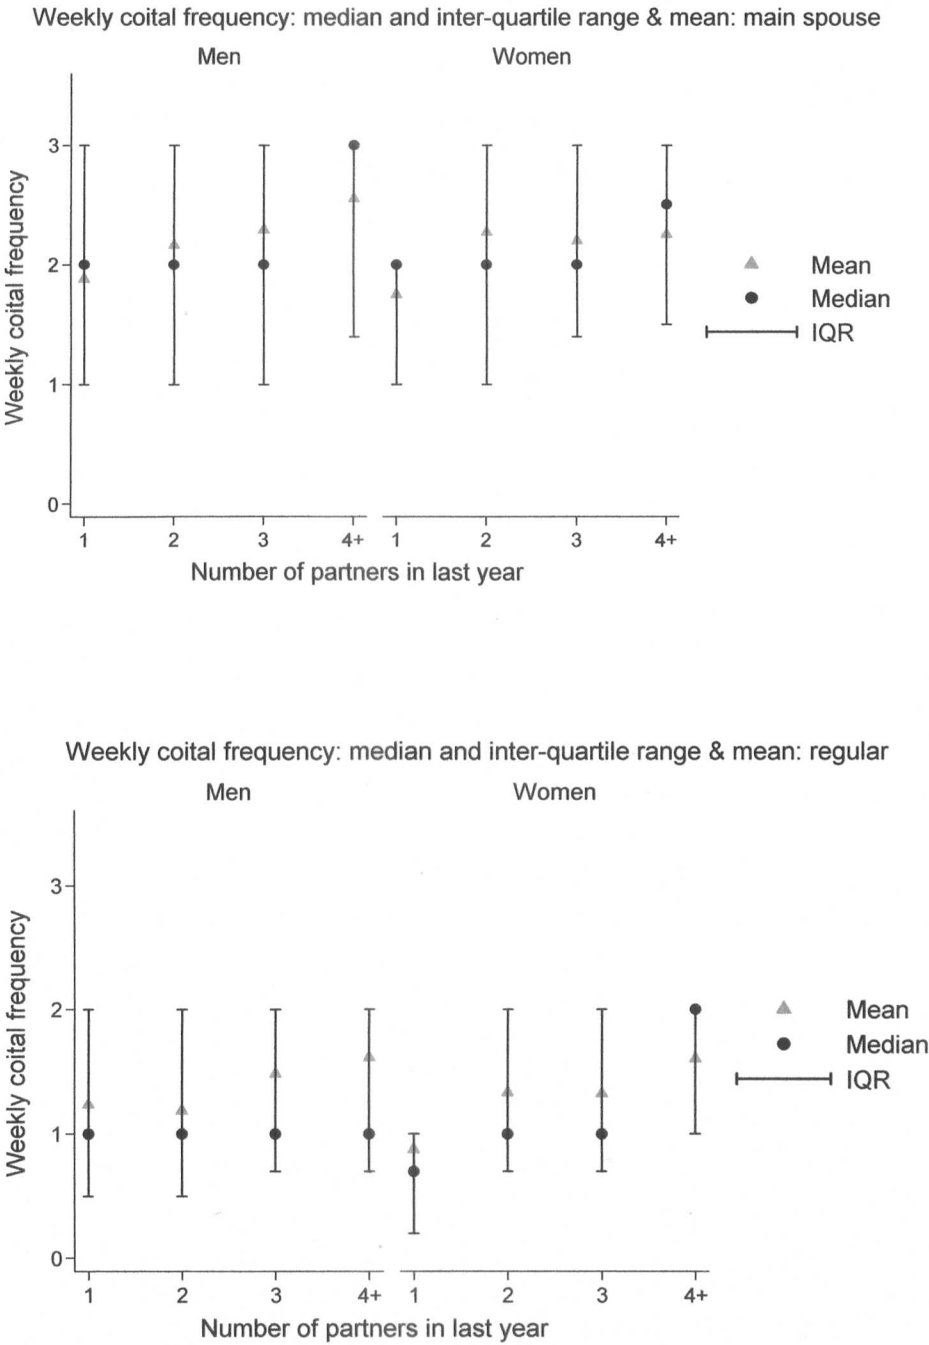 Weekly coital frequency: median and inter-quartile range & mean: main spouse
Men
Women
Weekly coital frequency
3
2
1
0
1
2
3
4+
1
2
3
4+
Number of partners in last year
Mean
Median
IQR
Weekly coital frequency: median and inter-quartile range & mean: regular
Men
Women
Weekly coital frequency
3
2
1
0
1
2
3
4+
1
2
3
4+
Number of partners in last year
Mean
Median
IQR